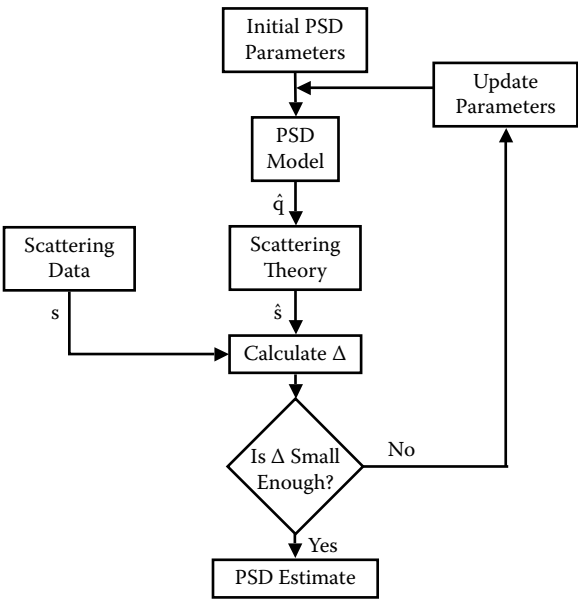 Initial PSD
Parameters
Update
Parameters
PSD
Model
q̂
Scattering
Data
Scattering
Theory
s
ŝ
Calculate Δ
Is Δ Small
Enough?
No
Yes
PSD Estimate